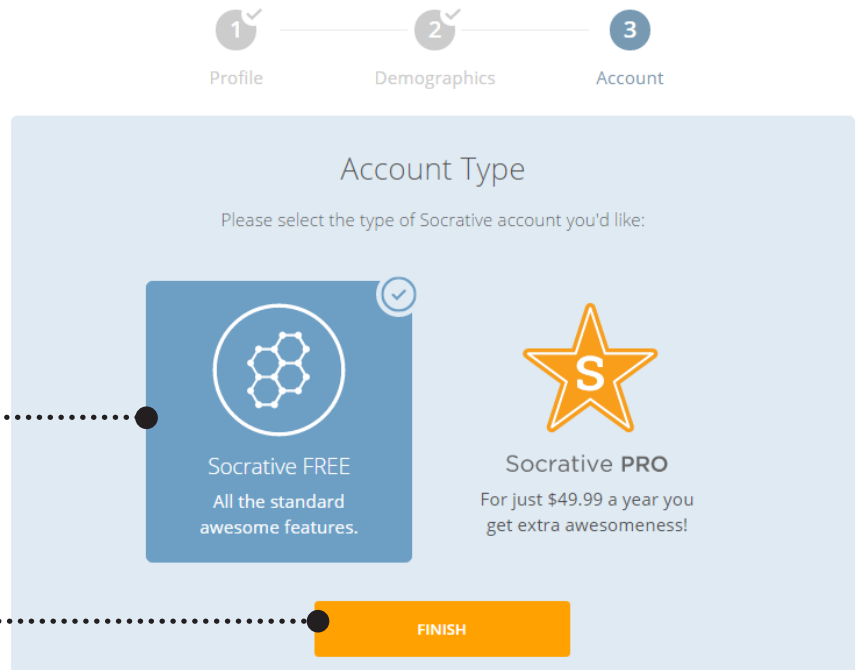 1 2 3
Profile Demographics Account
Account Type
Please select the type of Socrative account you'd like:
Socrative FREE
All the standard
awesome features.
S
Socrative PRO
For just $49.99 a year you
get extra awesomeness!
FINISH